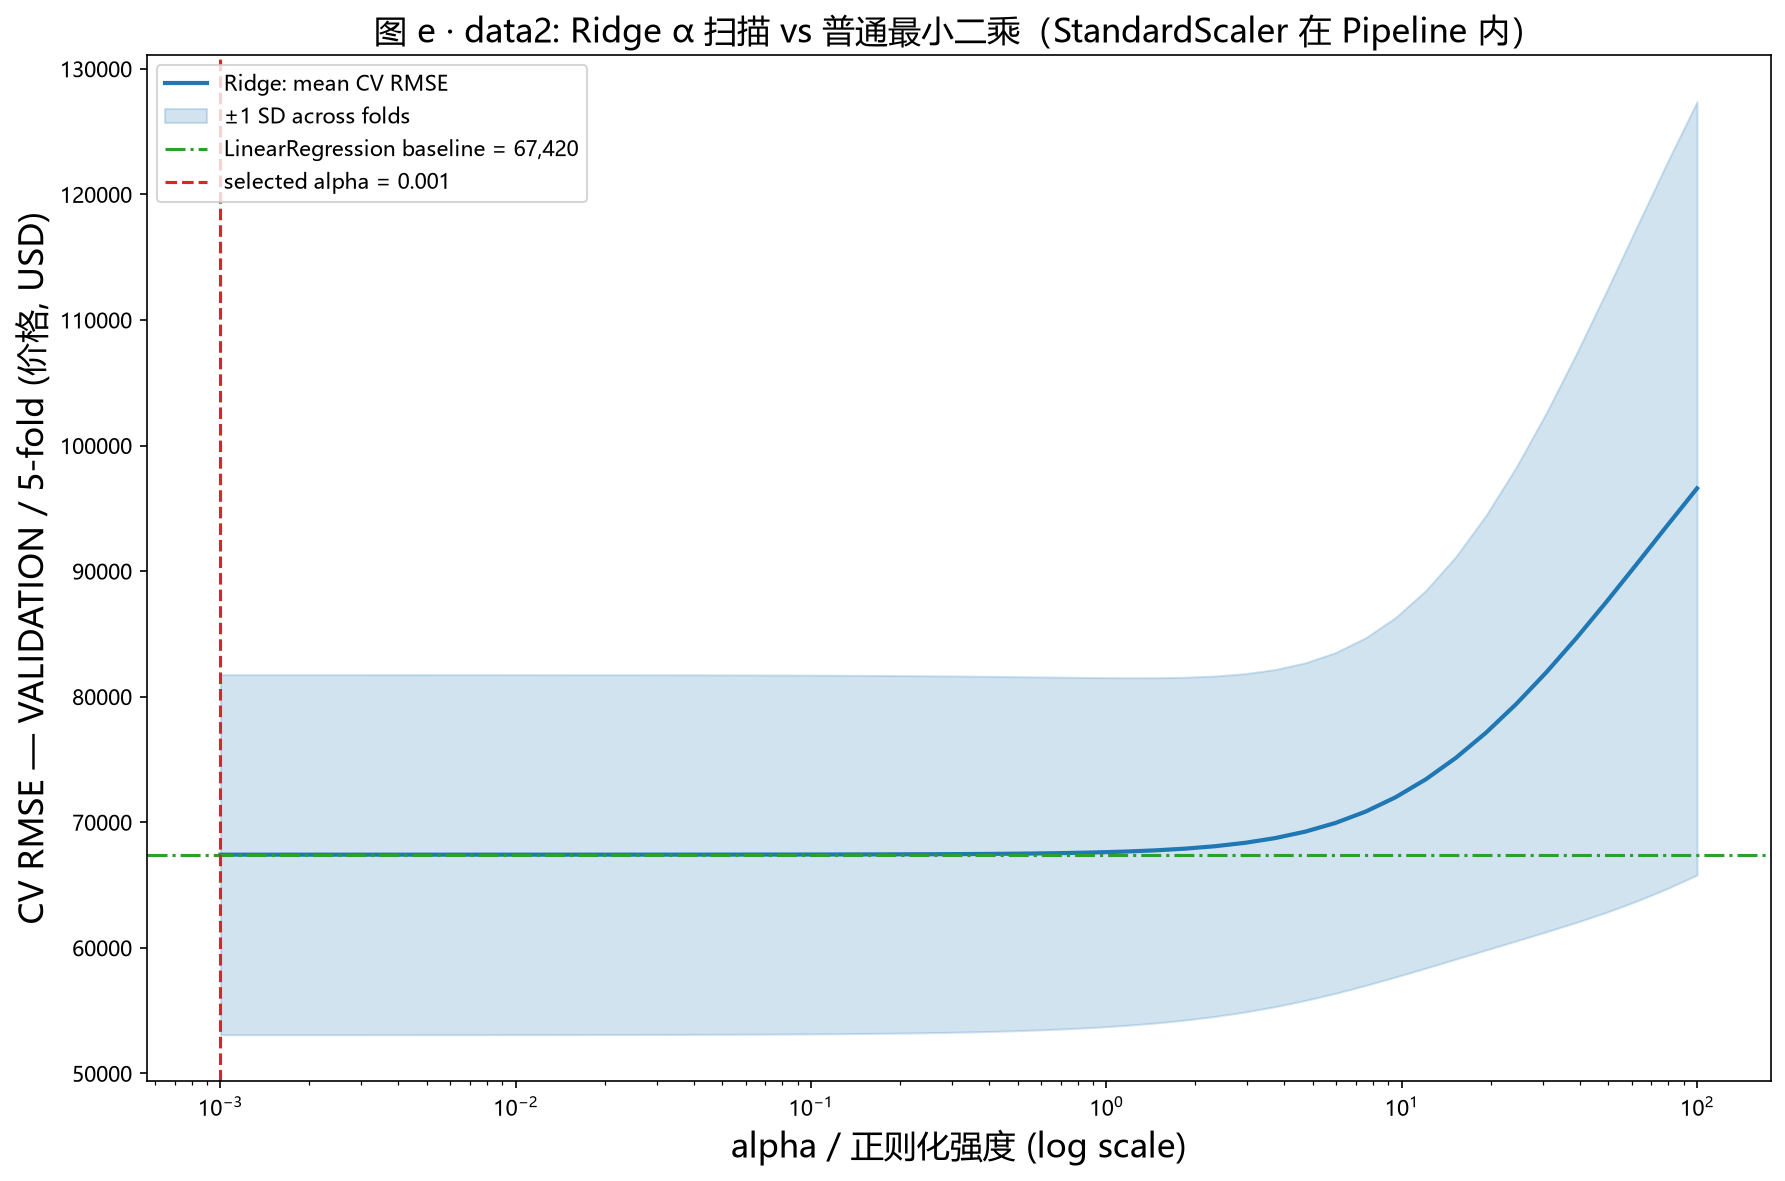 图 e · data2: Ridge α 扫描 vs 普通最小二乘（StandardScaler 在 Pipeline 内）
Ridge: mean CV RMSE
±1 SD across folds
LinearRegression baseline = 67,420
selected alpha = 0.001
CV RMSE — VALIDATION / 5-fold (价格, USD)
130000
120000
110000
100000
90000
80000
70000
60000
50000
10⁻³
10⁻²
10⁻¹
10⁰
10¹
10²
alpha / 正则化强度 (log scale)